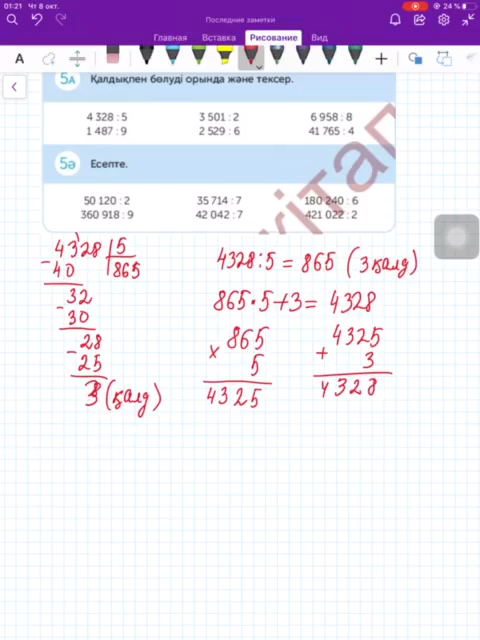 01:21 Чт 8 окт. 24 %
Последние заметки
Главная Вставка Рисование Вид
A
5А Қалдықпен бөлуді орында және тексер.
4 328 : 5 3 501 : 2 6 958 : 8
1 487 : 9 2 529 : 6 41 765 : 4
5ә Есепте.
50 120 : 2 35 714 : 7 180 240 : 6
360 918 : 9 42 042 : 7 421 022 : 2
кітап
4328 | 5
- 40 | 865
- 32
30
- 28
25
3 (қалд)
4328 : 5 = 865 (3 қалд)
865 • 5 + 3 = 4328
865
× 5
4325
4325
+ 3
4328